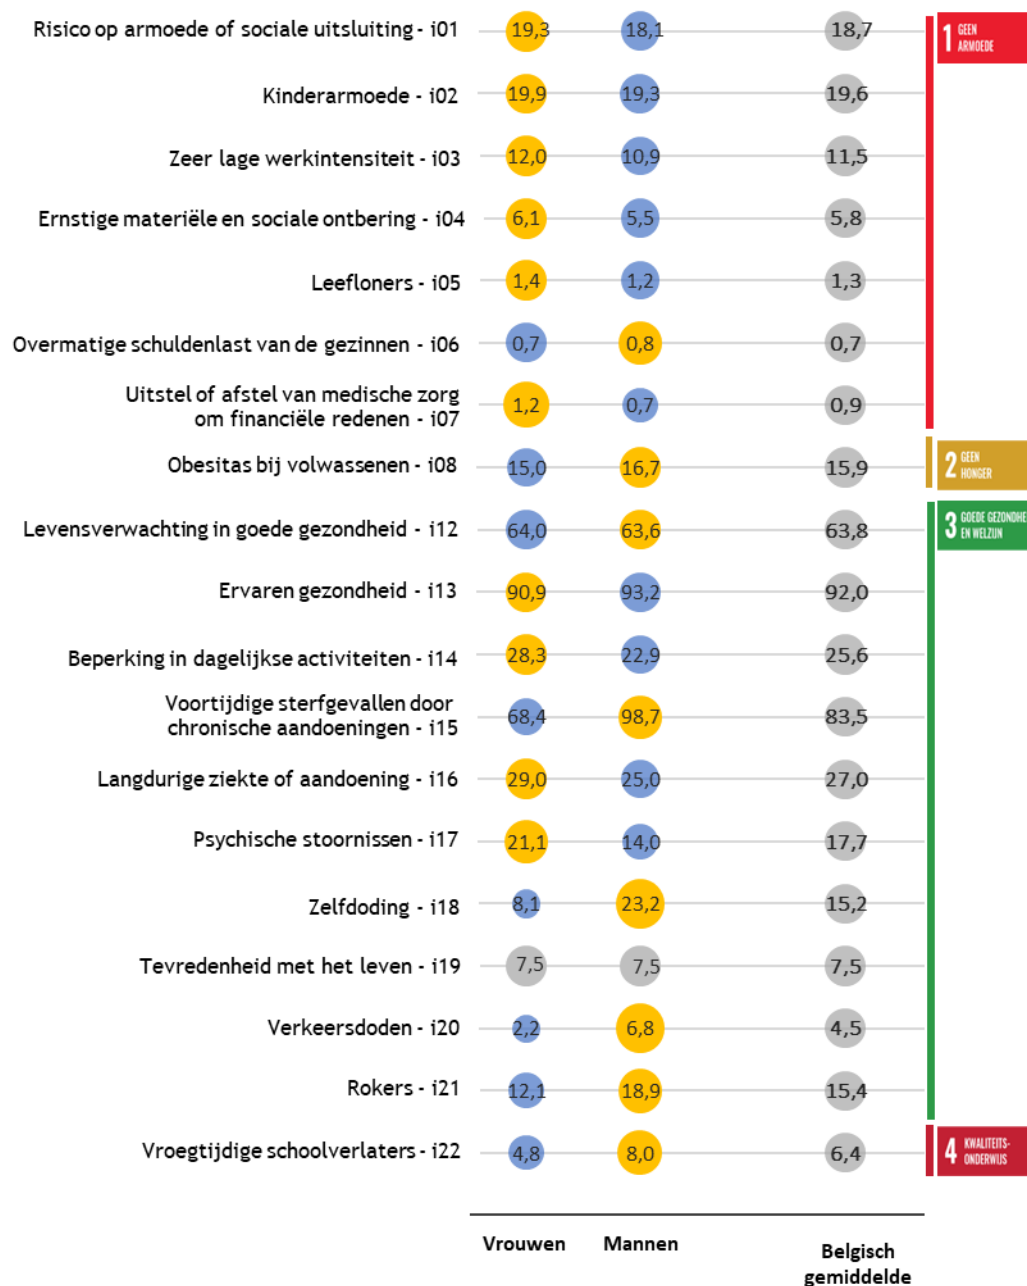 Risico op armoede of sociale uitsluiting - i01 19,3 18,1 18,7
1 GEEN
ARMOEDE
Kinderarmoede - i02 19,9 19,3 19,6
Zeer lage werkintensiteit - i03 12,0 10,9 11,5
Ernstige materiële en sociale ontbering - i04 6,1 5,5 5,8
Leefloners - i05 1,4 1,2 1,3
Overmatige schuldenlast van de gezinnen - i06 0,7 0,8 0,7
Uitstel of afstel van medische zorg
om financiële redenen - i07 1,2 0,7 0,9
Obesitas bij volwassenen - i08 15,0 16,7 15,9
2 GEEN
HONGER
Levensverwachting in goede gezondheid - i12 64,0 63,6 63,8
3 GOEDE GEZONDHE
EN WELZIJN
Ervaren gezondheid - i13 90,9 93,2 92,0
Beperking in dagelijkse activiteiten - i14 28,3 22,9 25,6
Voortijdige sterfgevallen door
chronische aandoeningen - i15 68,4 98,7 83,5
Langdurige ziekte of aandoening - i16 29,0 25,0 27,0
Psychische stoornissen - i17 21,1 14,0 17,7
Zelfdoding - i18 8,1 23,2 15,2
Tevredenheid met het leven - i19 7,5 7,5 7,5
Verkeersdoden - i20 2,2 6,8 4,5
Rokers - i21 12,1 18,9 15,4
Vroegtijdige schoolverlaters - i22 4,8 8,0 6,4
4 KWALITEITS-
ONDERWIJS
Vrouwen Mannen Belgisch
gemiddelde